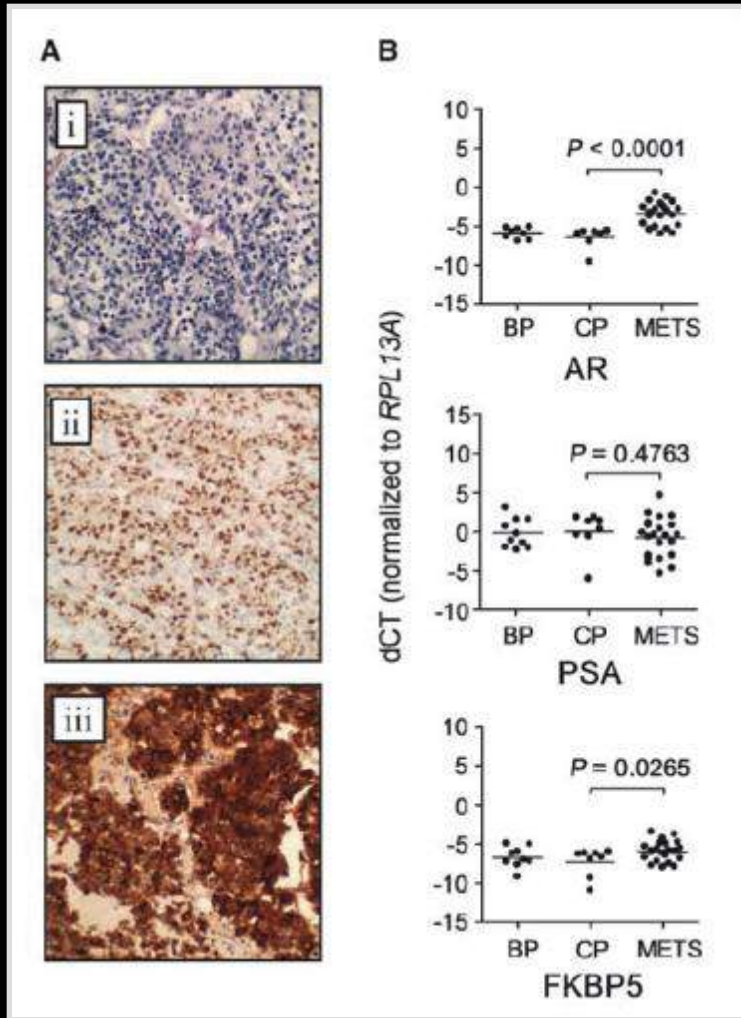 A
B
i
ii
iii
dCT (normalized to RPL13A)
10
5
0
-5
-10
-15
P < 0.0001
BP CP METS
AR
15
10
5
0
-5
-10
P = 0.4763
BP CP METS
PSA
10
5
0
-5
-10
-15
P = 0.0265
BP CP METS
FKBP5